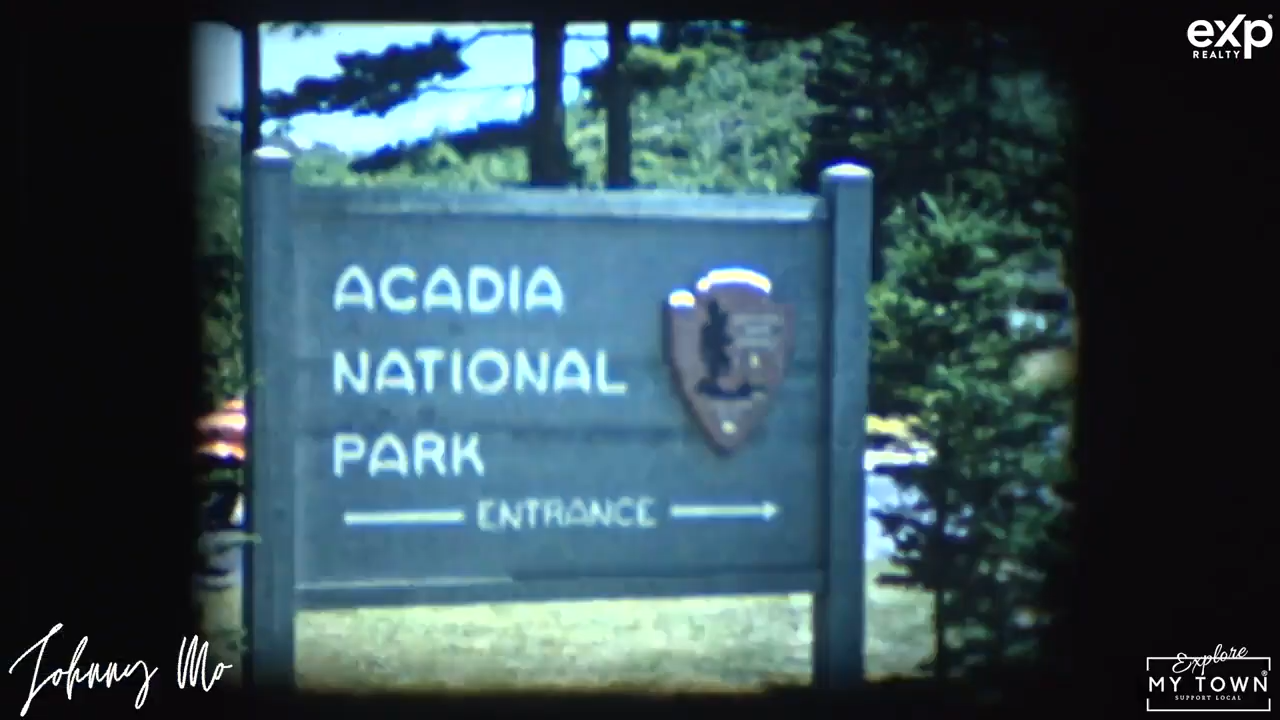 eXp
REALTY
ACADIA
NATIONAL
PARK
ENTRANCE
Johnny Mo
Explore
MY TOWN
SUPPORT LOCAL